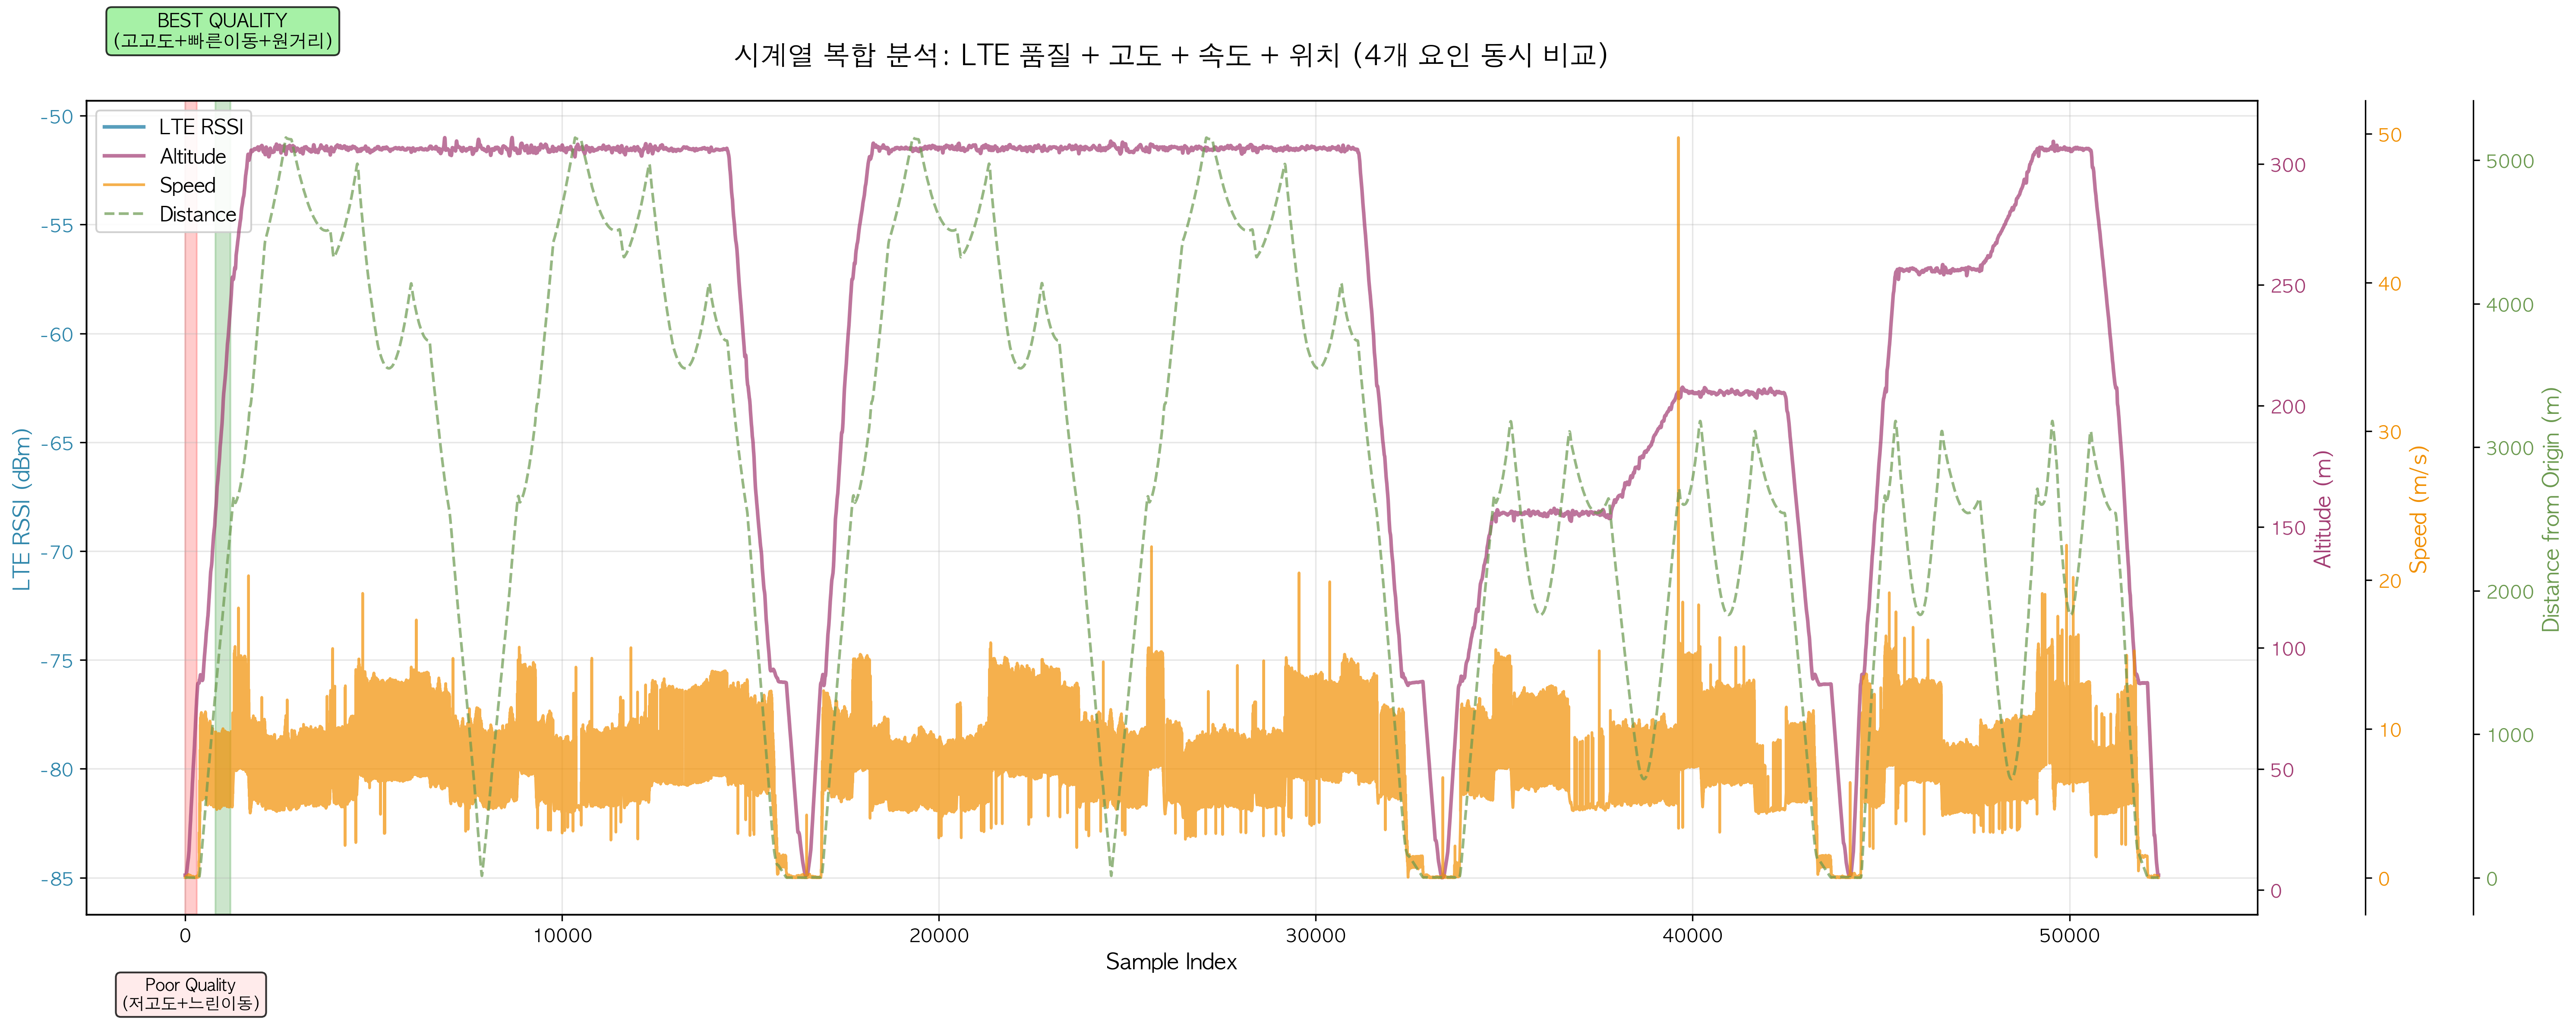 BEST QUALITY
(고고도+빠른이동+원거리)
시계열 복합 분석: LTE 품질 + 고도 + 속도 + 위치 (4개 요인 동시 비교)
LTE RSSI
Altitude
Speed
Distance
LTE RSSI (dBm)
-50
-55
-60
-65
-70
-75
-80
-85
300
250
200
150
100
50
0
Altitude (m)
50
40
30
20
10
0
Speed (m/s)
5000
4000
3000
2000
1000
0
Distance from Origin (m)
0 10000 20000 30000 40000 50000
Sample Index
Poor Quality
(저고도+느린이동)